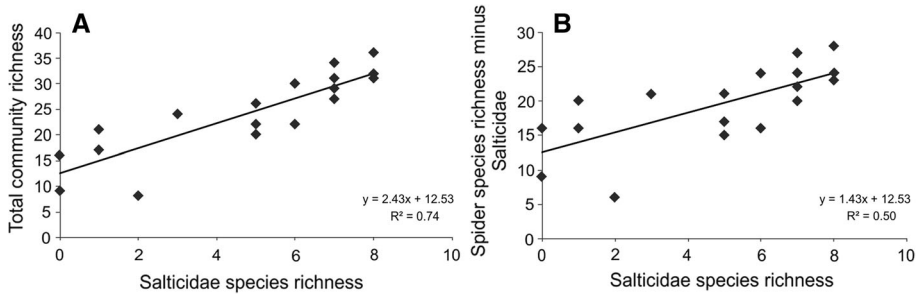 A
Total community richness
40
35
30
25
20
15
10
5
0
0 2 4 6 8 10
y = 2.43x + 12.53
R² = 0.74
Salticidae species richness
B
Spider species richness minus
Salticidae
30
25
20
15
10
5
0
0 2 4 6 8 10
y = 1.43x + 12.53
R² = 0.50
Salticidae species richness